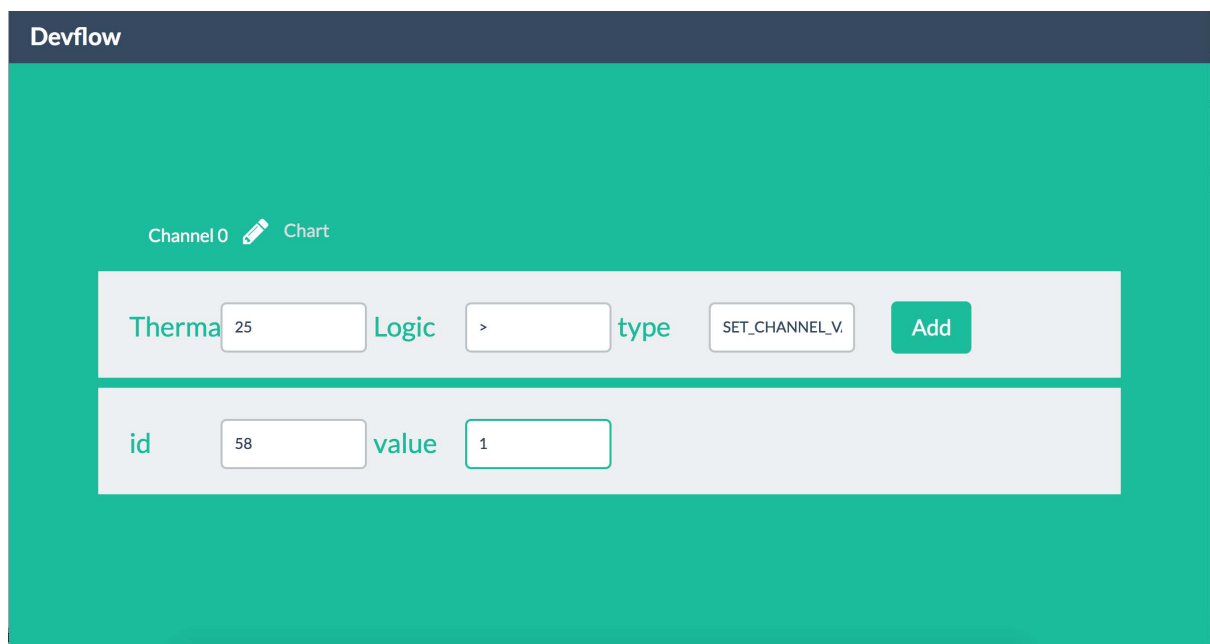 Devflow
Channel 0 Chart
Therma 25 Logic > type SET_CHANNEL_V. Add
id 58 value 1